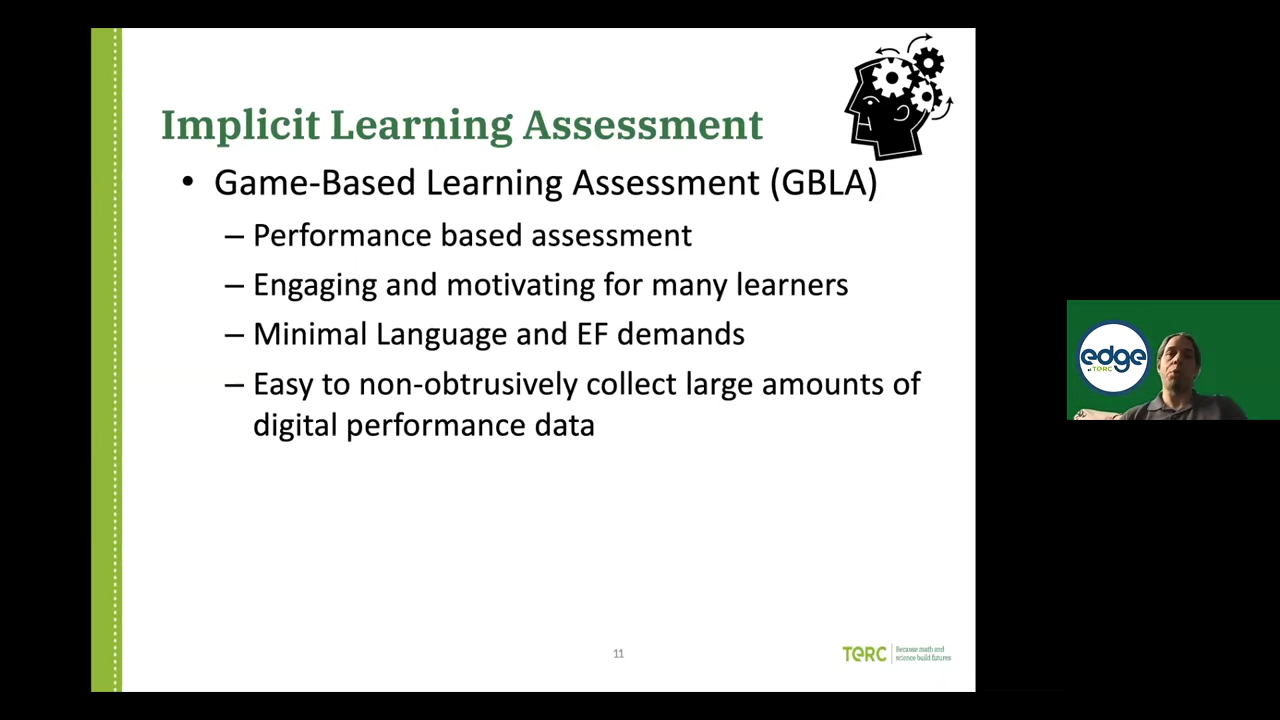 Implicit Learning Assessment
• Game-Based Learning Assessment (GBLA)
– Performance based assessment
– Engaging and motivating for many learners
– Minimal Language and EF demands
– Easy to non-obtrusively collect large amounts of
digital performance data
edge
at TERC
11
TERC
Because math and
science build futures